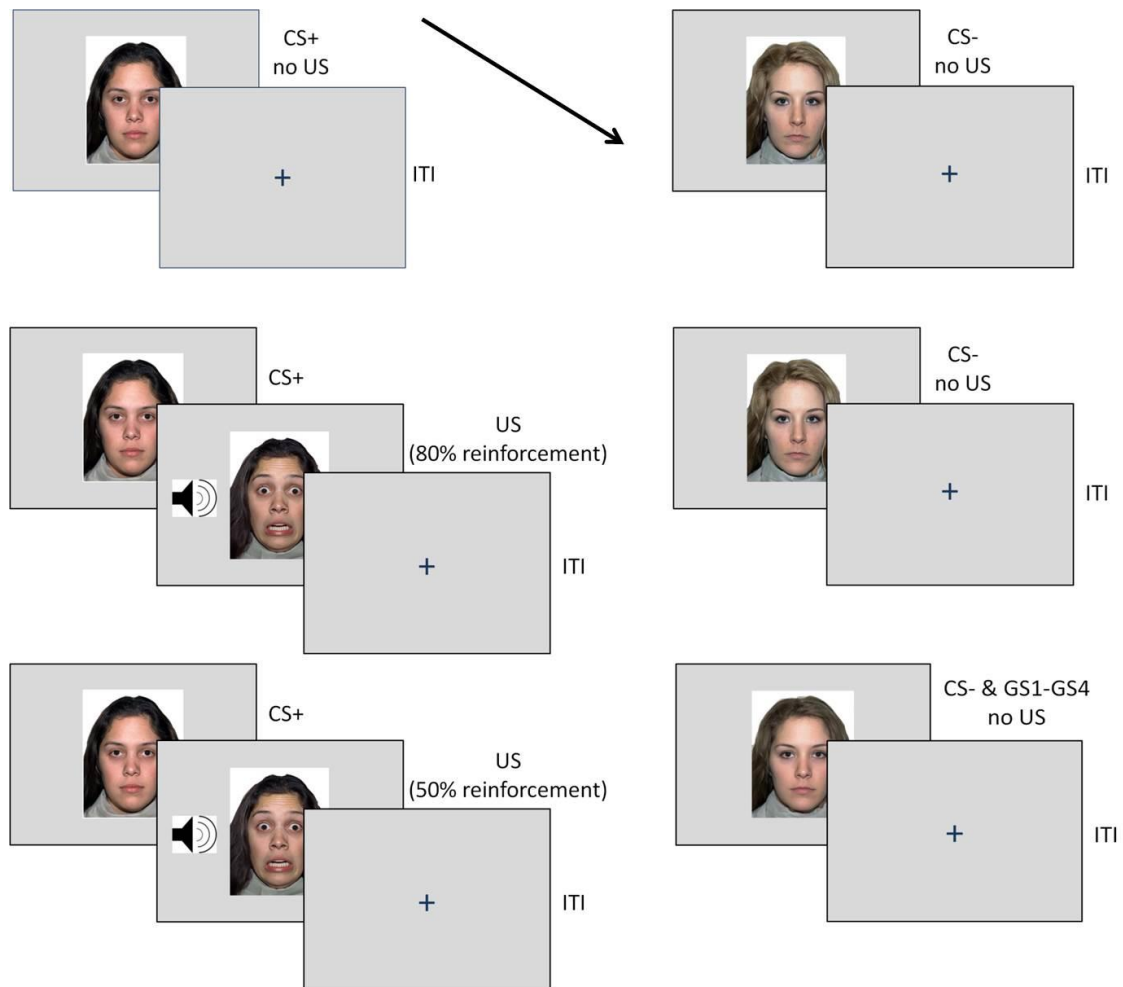 CS+
no US
ITI
CS-
no US
ITI
CS+
US
(80% reinforcement)
ITI
CS-
no US
ITI
CS+
US
(50% reinforcement)
ITI
CS- & GS1-GS4
no US
ITI